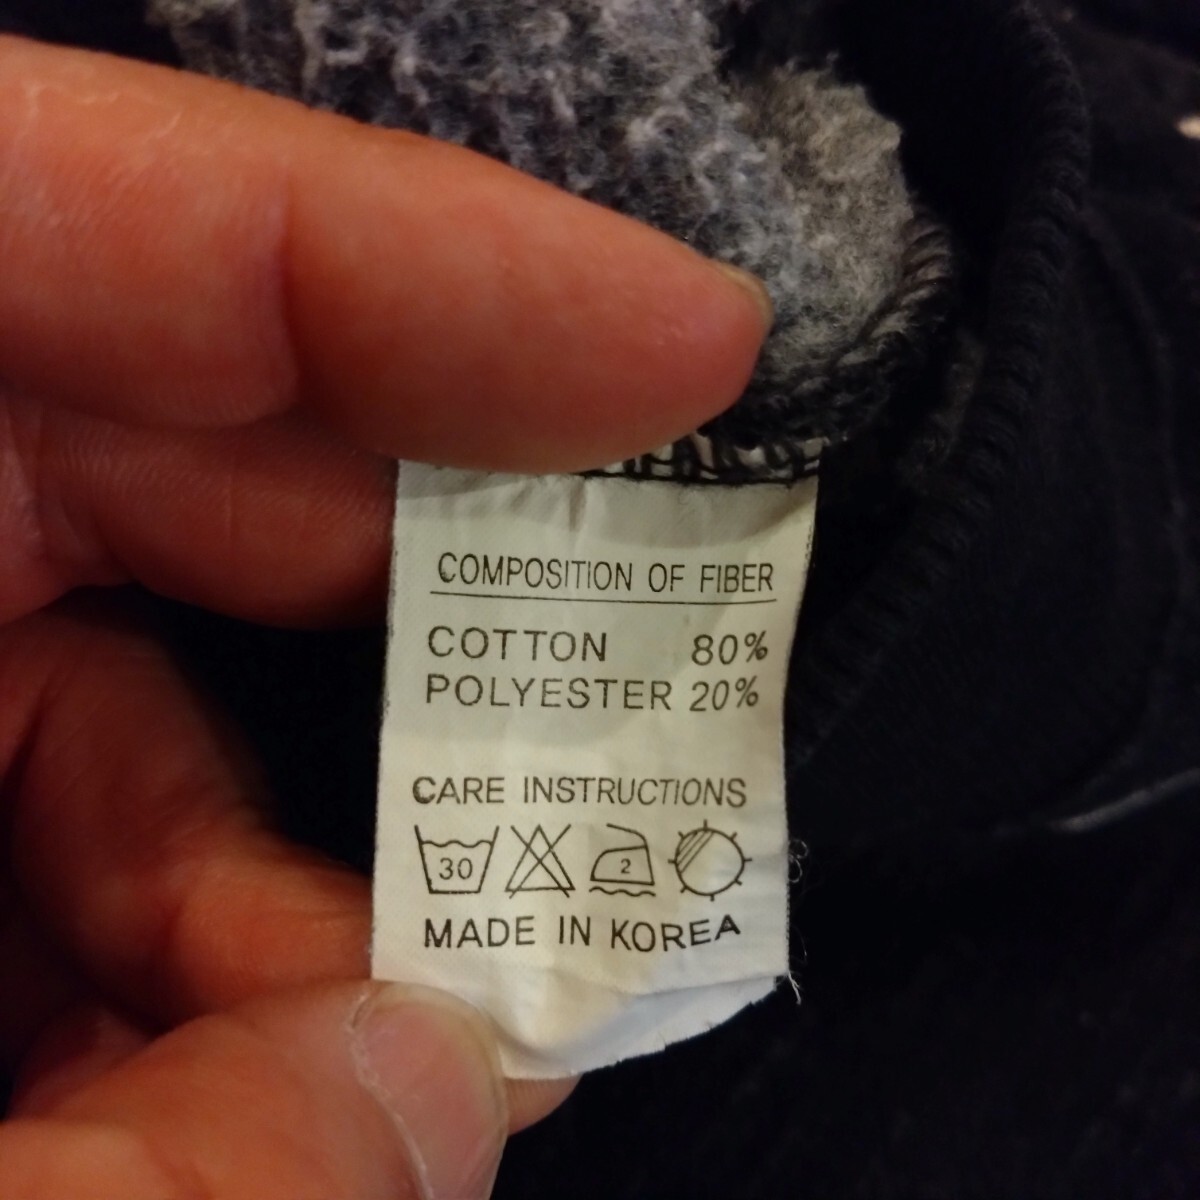 COMPOSITION OF FIBER
COTTON 80%
POLYESTER 20%
CARE INSTRUCTIONS
30 2
MADE IN KOREA